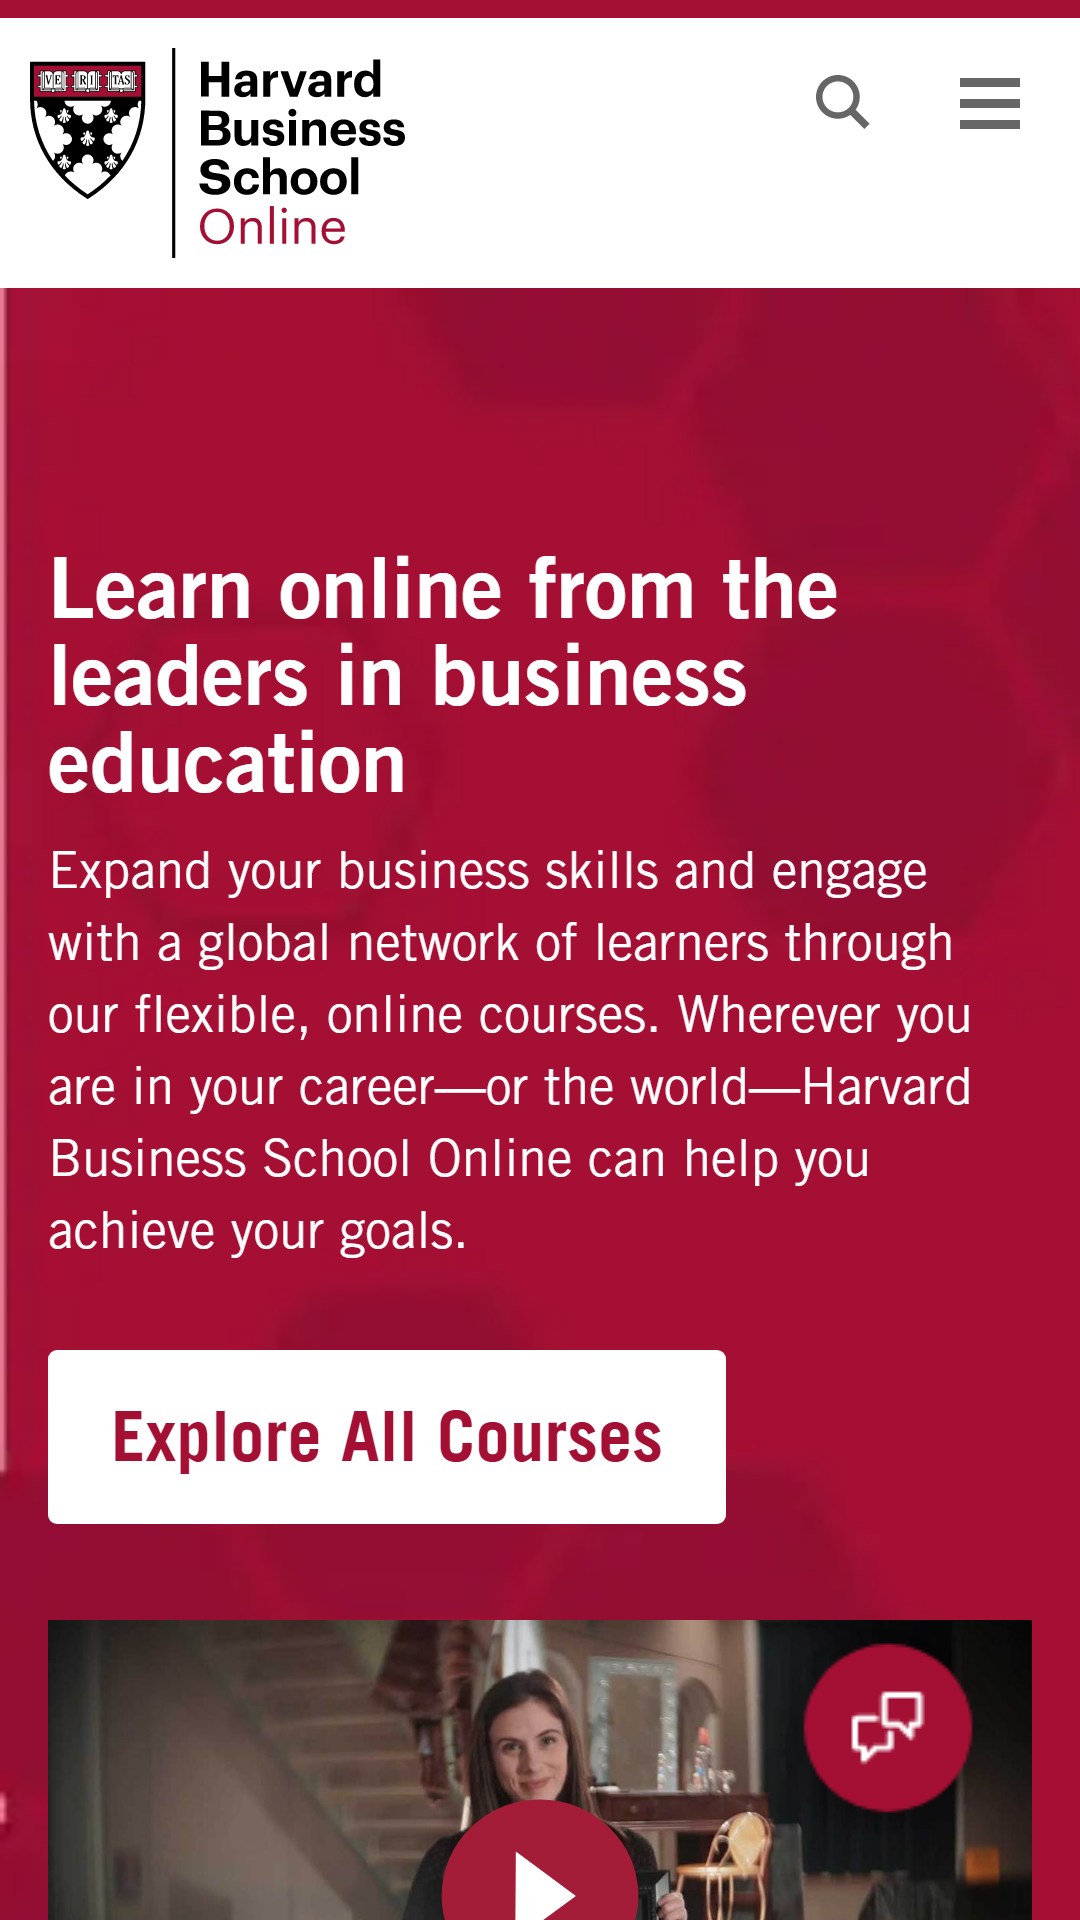 VE RI TAS
Harvard
Business
School
Online
Learn online from the
leaders in business
education
Expand your business skills and engage
with a global network of learners through
our flexible, online courses. Wherever you
are in your career—or the world—Harvard
Business School Online can help you
achieve your goals.
Explore All Courses